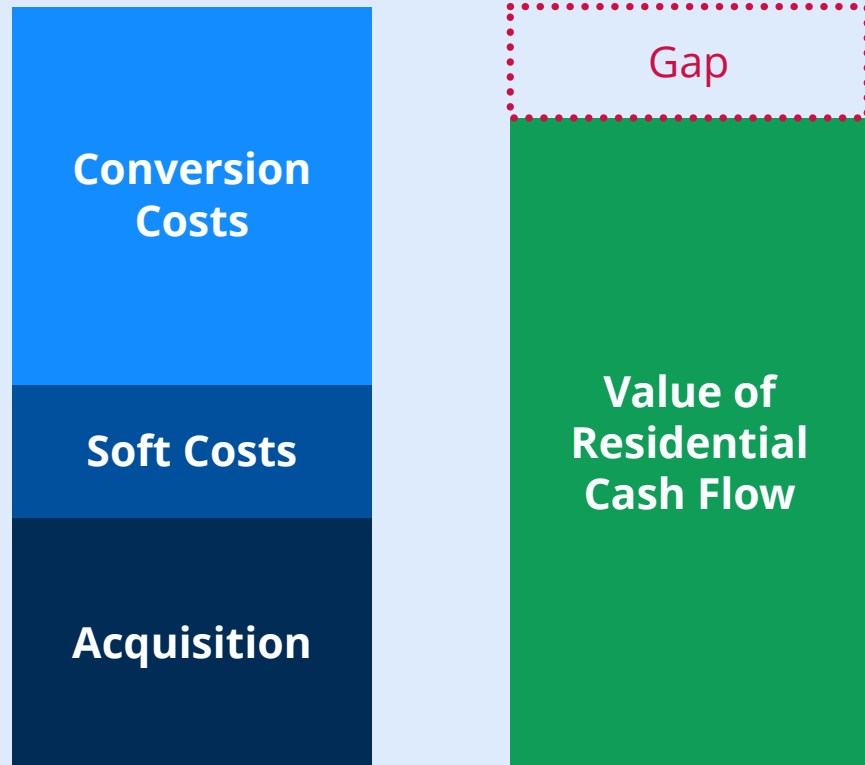 Conversion
Costs
Soft Costs
Acquisition
Gap
Value of
Residential
Cash Flow